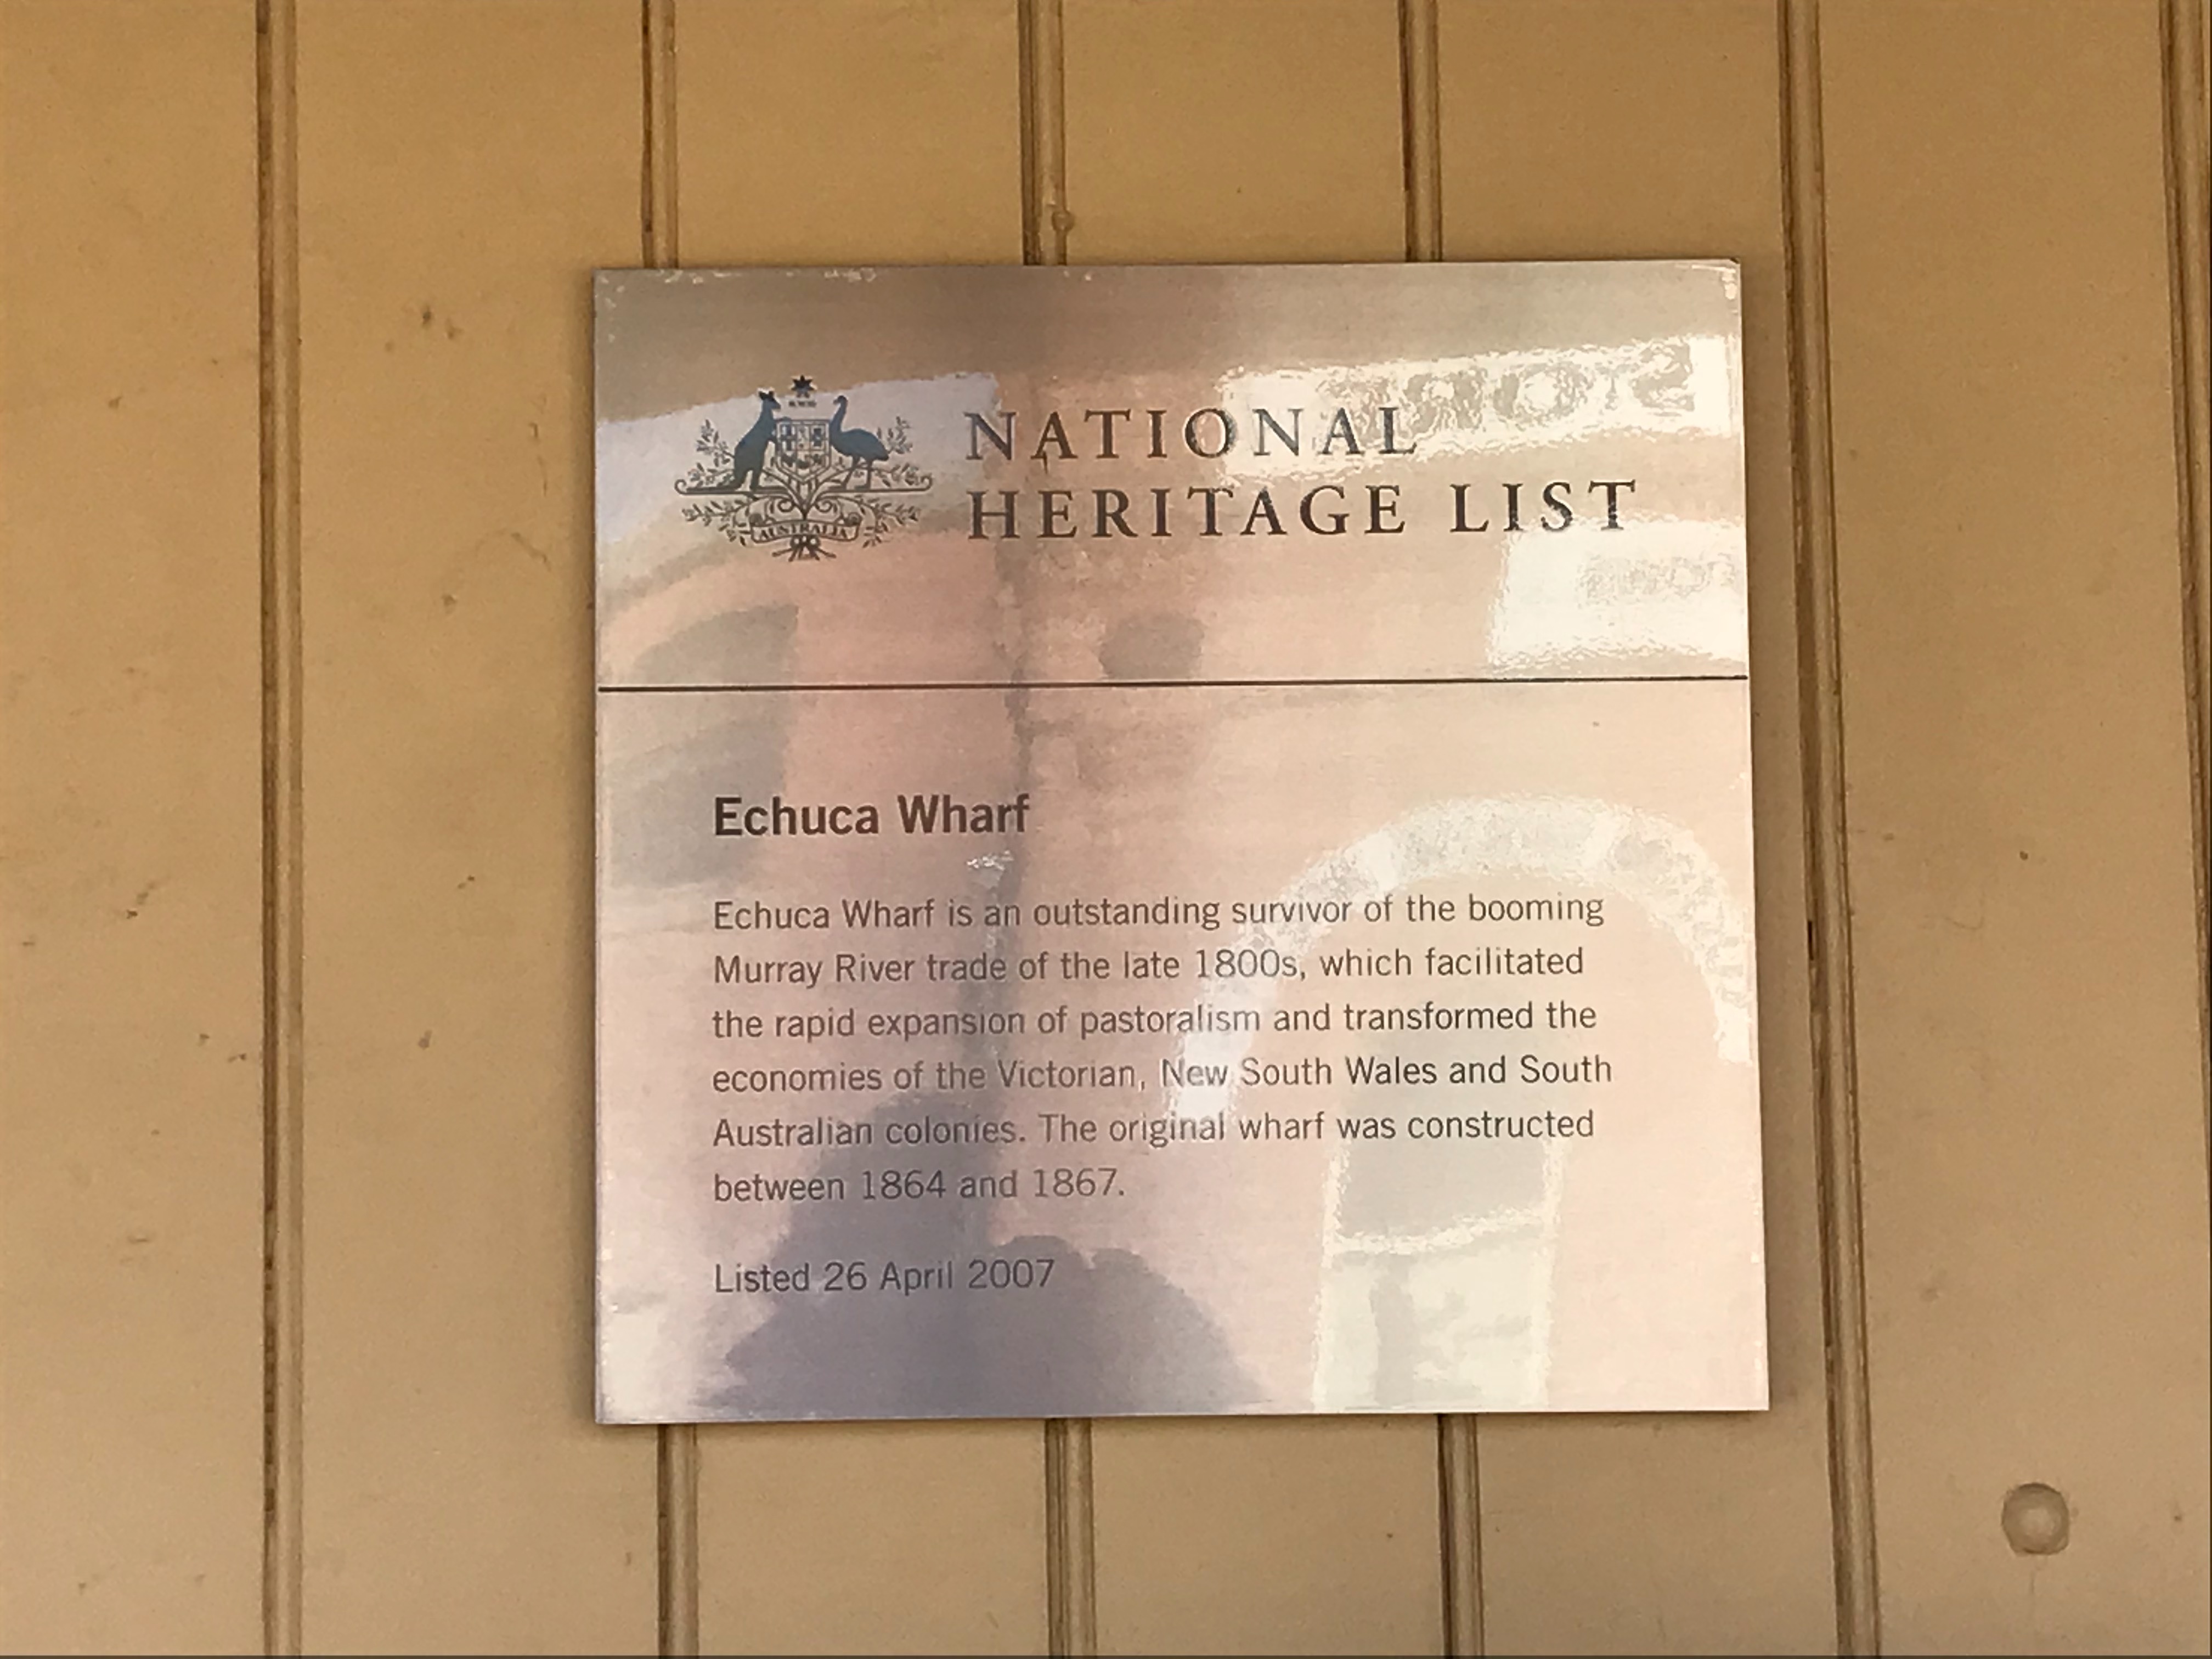 AUSTRALIA
NATIONAL
HERITAGE LIST
Echuca Wharf
Echuca Wharf is an outstanding survivor of the booming
Murray River trade of the late 1800s, which facilitated
the rapid expansion of pastoralism and transformed the
economies of the Victorian, New South Wales and South
Australian colonies. The original wharf was constructed
between 1864 and 1867.
Listed 26 April 2007